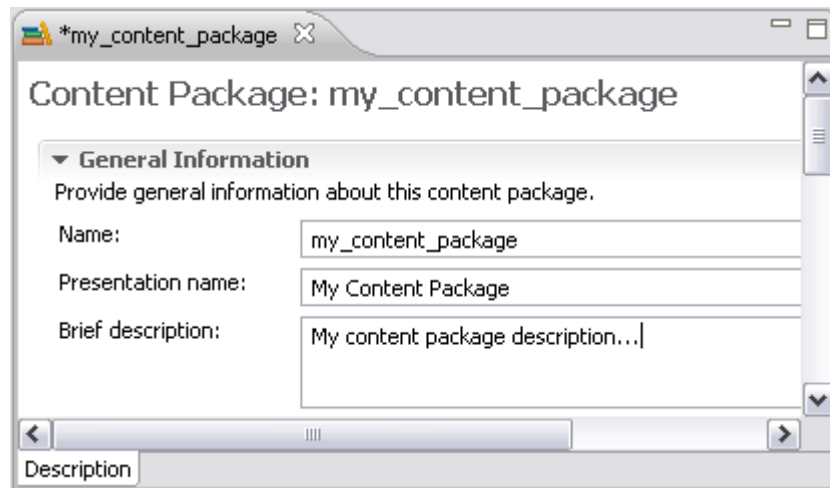 *my_content_package
Content Package: my_content_package
General Information
Provide general information about this content package.
Name:
my_content_package
Presentation name:
My Content Package
Brief description:
My content package description...
Description